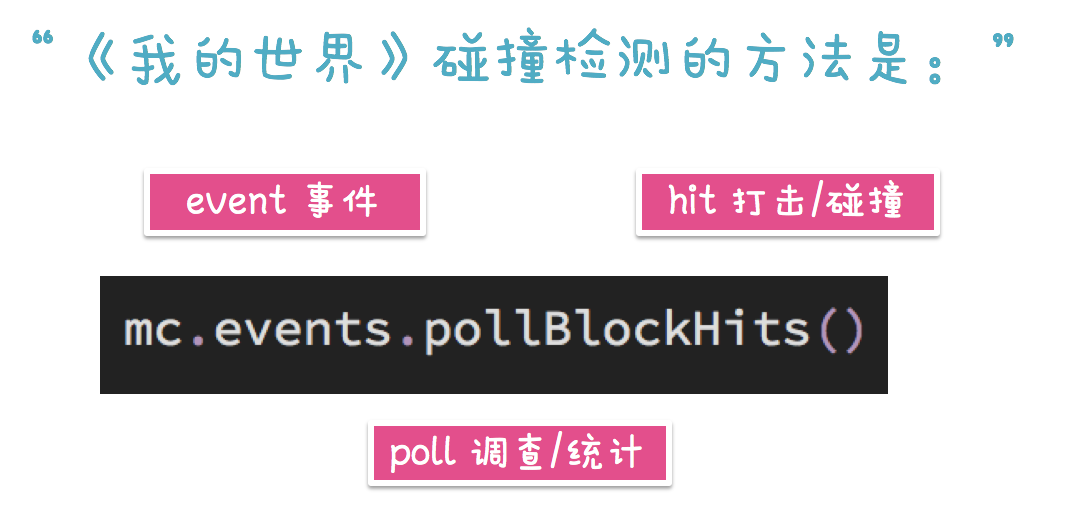 “《我的世界》碰撞检测的方法是：”
event 事件
hit 打击/碰撞
mc.events.pollBlockHits()
poll 调查/统计